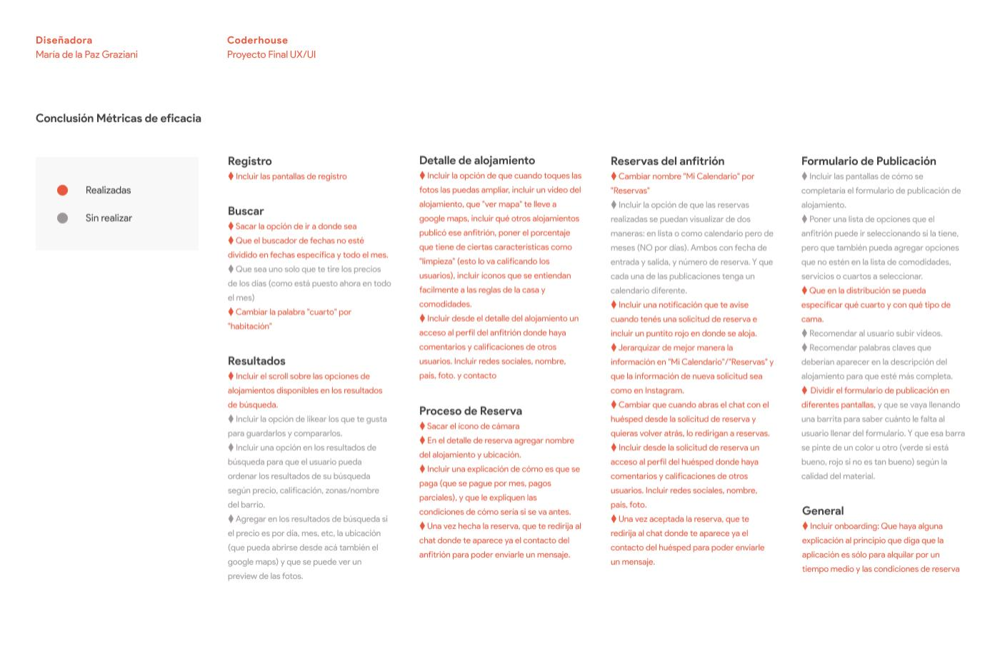 Diseñadora
María de la Paz Graziani
Coderhouse
Proyecto Final UX/UI
Conclusión Métricas de eficacia
Realizadas
Sin realizar
Registro
♦ Incluir las pantallas de registro
Buscar
♦ Sacar la opción de ir a donde sea
♦ Que el buscador de fechas no esté
dividido en fechas específica y todo el mes.
♦ Que sea uno solo que te tire los precios
de los días (como está puesto ahora en todo
el mes)
♦ Cambiar la palabra "cuarto" por
"habitación"
Resultados
♦ Incluir el scroll sobre las opciones de
alojamientos disponibles en los resultados
de búsqueda.
♦ Incluir la opción de likear los que te gusta
para guardarlos y compararlos.
♦ Incluir una opción en los resultados de
búsqueda para que el usuario pueda
ordenar los resultados de su búsqueda
según precio, calificación, zonas/nombre
del barrio.
♦ Agregar en los resultados de búsqueda si
el precio es por día, mes, etc, la ubicación
(que pueda abrirse desde acá también el
google maps) y que se puede ver un
preview de las fotos.
Detalle de alojamiento
♦ Incluir la opción de que cuando toques las
fotos las puedas ampliar, incluir un video del
alojamiento, que "ver mapa" te lleve a
google maps, incluir qué otros alojamientos
publicó ese anfitrión, poner el porcentaje
que tiene de ciertas características como
"limpieza" (esto lo va calificando los
usuarios), incluir íconos que se entiendan
facilmente a las reglas de la casa y
comodidades.
♦ Incluir desde el detalle del alojamiento un
acceso al perfil del anfitrión donde haya
comentarios y calificaciones de otros
usuarios. Incluir redes sociales, nombre,
país, foto. y contacto
Proceso de Reserva
♦ Sacar el ícono de cámara
♦ En el detalle de reserva agregar nombre
del alojamiento y ubicación.
♦ Incluir una explicación de cómo es que se
paga (que se pague por mes, pagos
parciales), y que le expliquen las
condiciones de cómo sería si se va antes.
♦ Una vez hecha la reserva, que te redirija al
chat donde te aparece ya el contacto del
anfitrión para poder enviarle un mensaje.
Reservas del anfitrión
♦ Cambiar nombre "Mi Calendario" por
"Reservas"
♦ Incluir la opción de que las reservas
realizadas se puedan visualizar de dos
maneras: en lista o como calendario pero de
meses (NO por días). Ambos con fecha de
entrada y salida, y número de reserva. Y que
cada una de las publicaciones tenga un
calendario diferente.
♦ Incluir una notificación que te avise
cuando tenés una solicitud de reserva e
incluir un puntito rojo en donde se aloja.
♦ Jerarquizar de mejor manera la
información en "Mi Calendario"/"Reservas" y
que la información de nueva solicitud sea
como en Instagram.
♦ Cambiar que cuando abras el chat con el
huésped desde la solicitud de reserva y
quieras volver atrás, lo redirigan a reservas.
♦ Incluir desde la solicitud de reserva un
acceso al perfil del huésped donde haya
comentarios y calificaciones de otros
usuarios. Incluir redes sociales, nombre,
país, foto.
♦ Una vez aceptada la reserva, que te
redirija al chat donde te aparece ya el
contacto del huésped para poder enviarle
un mensaje.
Formulario de Publicación
♦ Incluir las pantallas de cómo se
completaría el formulario de publicación de
alojamiento.
♦ Poner una lista de opciones que el
anfitrión puede ir seleccionando si la tiene,
pero que también pueda agregar opciones
que no estén en la lista de comodidades,
servicios o cuartos a seleccionar.
♦ Que en la distribución se pueda
especificar qué cuarto y con qué tipo de
cama.
♦ Recomendar al usuario subir videos.
♦ Recomendar palabras claves que
deberían aparecer en la descripción del
alojamiento para que esté más completa.
♦ Dividir el formulario de publicación en
diferentes pantallas, y que se vaya llenando
una barrita para saber cuánto le falta al
usuario llenar del formulario. Y que esa barra
se pinte de un color u otro (verde si está
bueno, rojo si no es tan bueno) según la
calidad del material.
General
♦ Incluir onboarding: Que haya alguna
explicación al principio que diga que la
aplicación es sólo para alquilar por un
tiempo medio y las condiciones de reserva